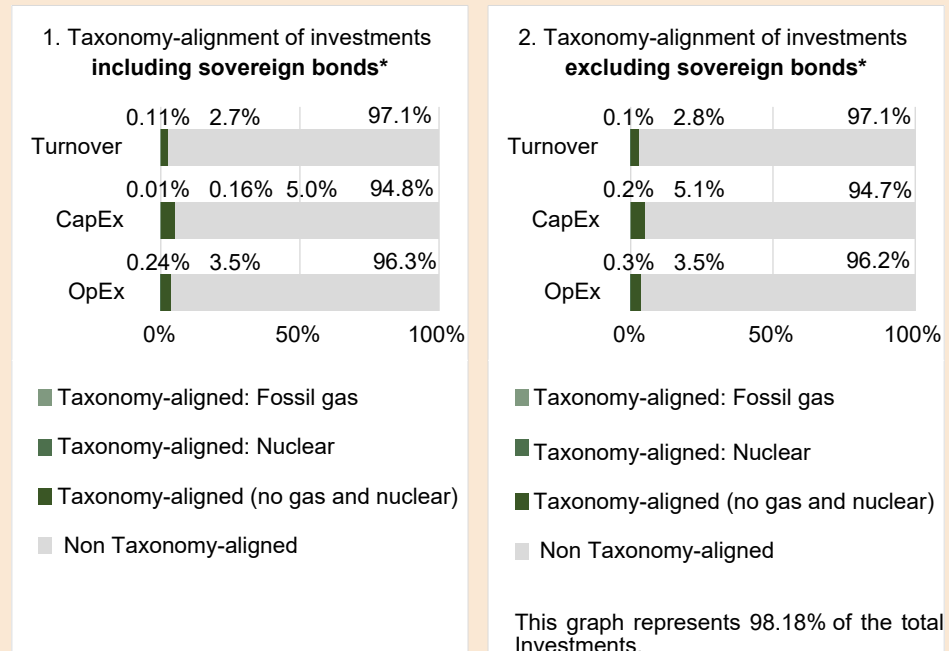 1. Taxonomy-alignment of investments
including sovereign bonds*
0.11% 2.7% 97.1%
Turnover
0.01% 0.16% 5.0% 94.8%
CapEx
0.24% 3.5% 96.3%
OpEx
0% 50% 100%
Taxonomy-aligned: Fossil gas
Taxonomy-aligned: Nuclear
Taxonomy-aligned (no gas and nuclear)
Non Taxonomy-aligned
2. Taxonomy-alignment of investments
excluding sovereign bonds*
0.1% 2.8% 97.1%
Turnover
0.2% 5.1% 94.7%
CapEx
0.3% 3.5% 96.2%
OpEx
0% 50% 100%
Taxonomy-aligned: Fossil gas
Taxonomy-aligned: Nuclear
Taxonomy-aligned (no gas and nuclear)
Non Taxonomy-aligned
This graph represents 98.18% of the total
Investments.